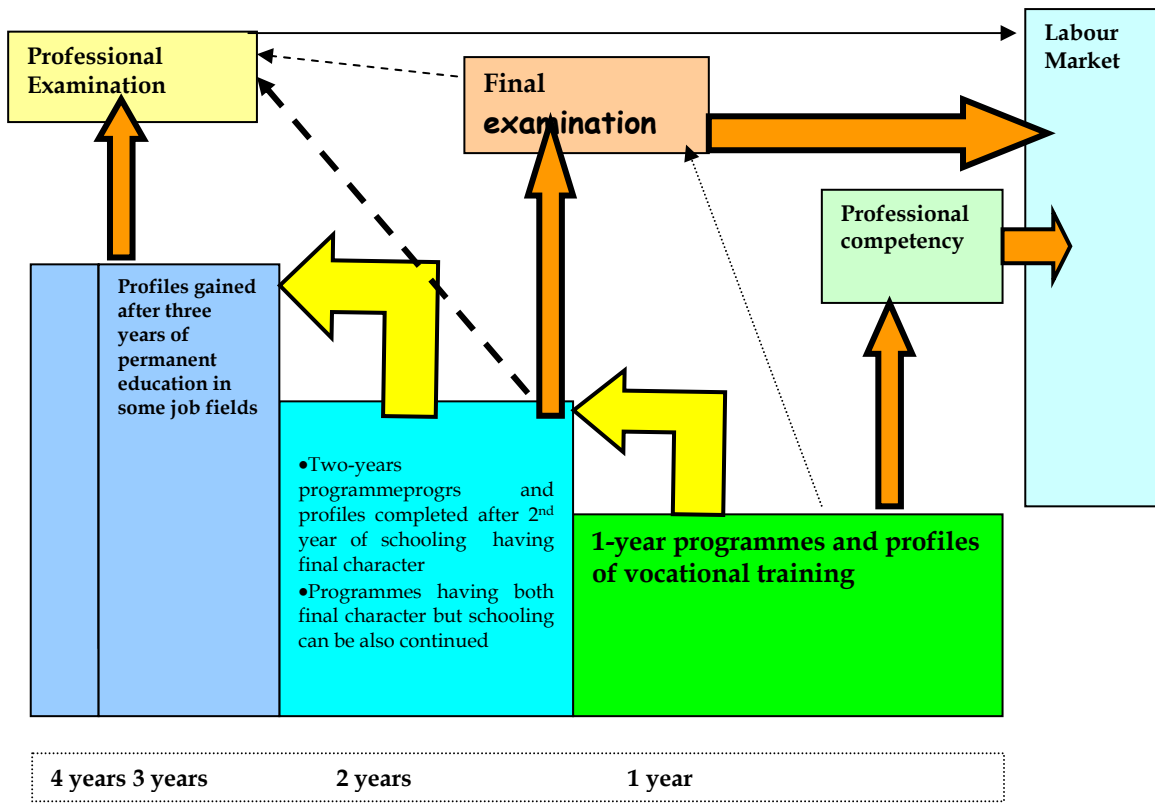 Professional
Examination
Final
examination
Labour
Market
Professional
competency
Profiles gained
after three
years of
permanent
education in
some job fields
•Two-years
programmeprogrs and
profiles completed after 2nd
year of schooling having
final character
•Programmes having both
final character but schooling
can be also continued
1-year programmes and profiles
of vocational training
4 years 3 years 2 years 1 year